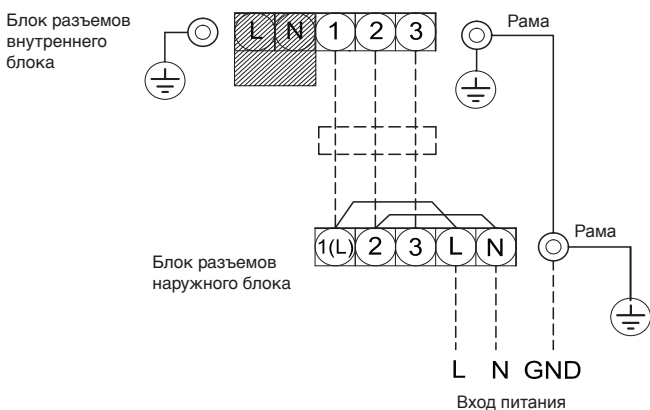 Блок разъемов
внутреннего
блока
L N 1 2 3
Рама
1(L) 2 3 L N
Рама
Блок разъемов
наружного блока
L N GND
Вход питания